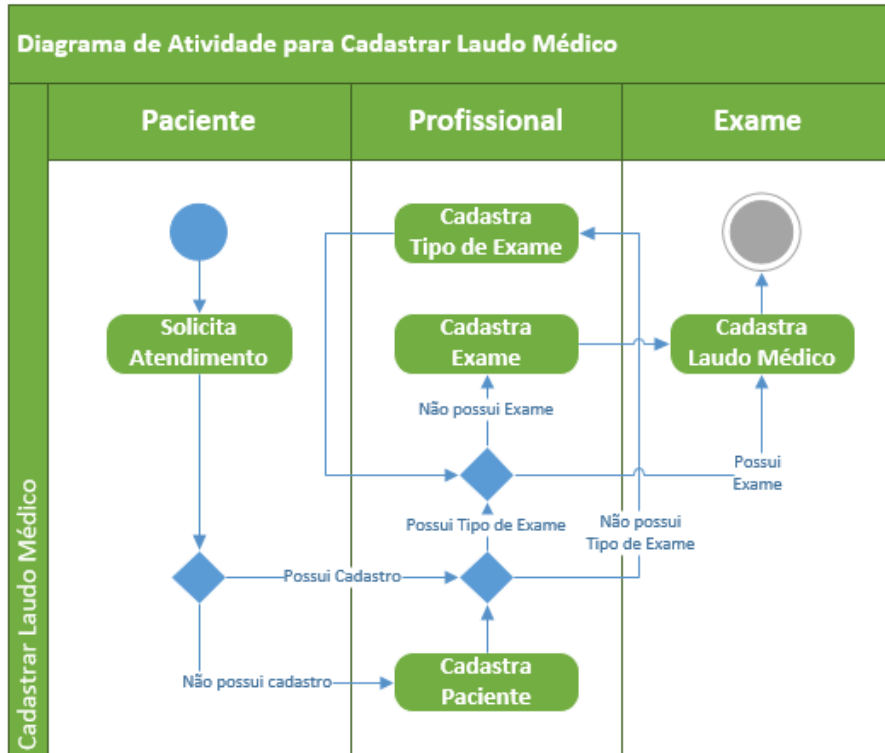 Diagrama de Atividade para Cadastrar Laudo Médico
Cadastrar Laudo Médico
Paciente
Profissional
Exame
Cadastra
Tipo de Exame
Solicita
Atendimento
Cadastra
Exame
Cadastra
Laudo Médico
Não possui Exame
Possui
Exame
Possui Tipo de Exame
Não possui
Tipo de Exame
Possui Cadastro
Não possui cadastro
Cadastra
Paciente